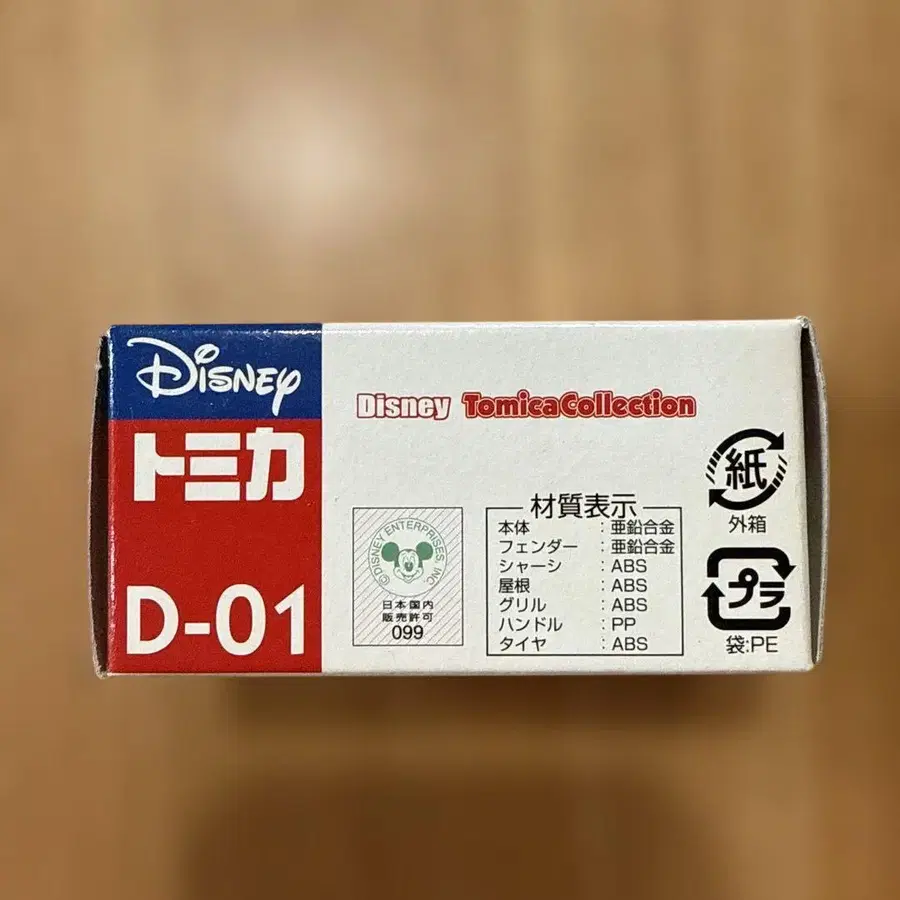 Disney
トミカ
D-01
Disney TomicaCollection
©DISNEY ENTERPRISES, INC.
日本国内
販売許可
099
材質表示
本体 : 亜鉛合金
フェンダー : 亜鉛合金
シャーシ : ABS
屋根 : ABS
グリル : ABS
ハンドル : PP
タイヤ : ABS
紙
外箱
プラ
袋:PE